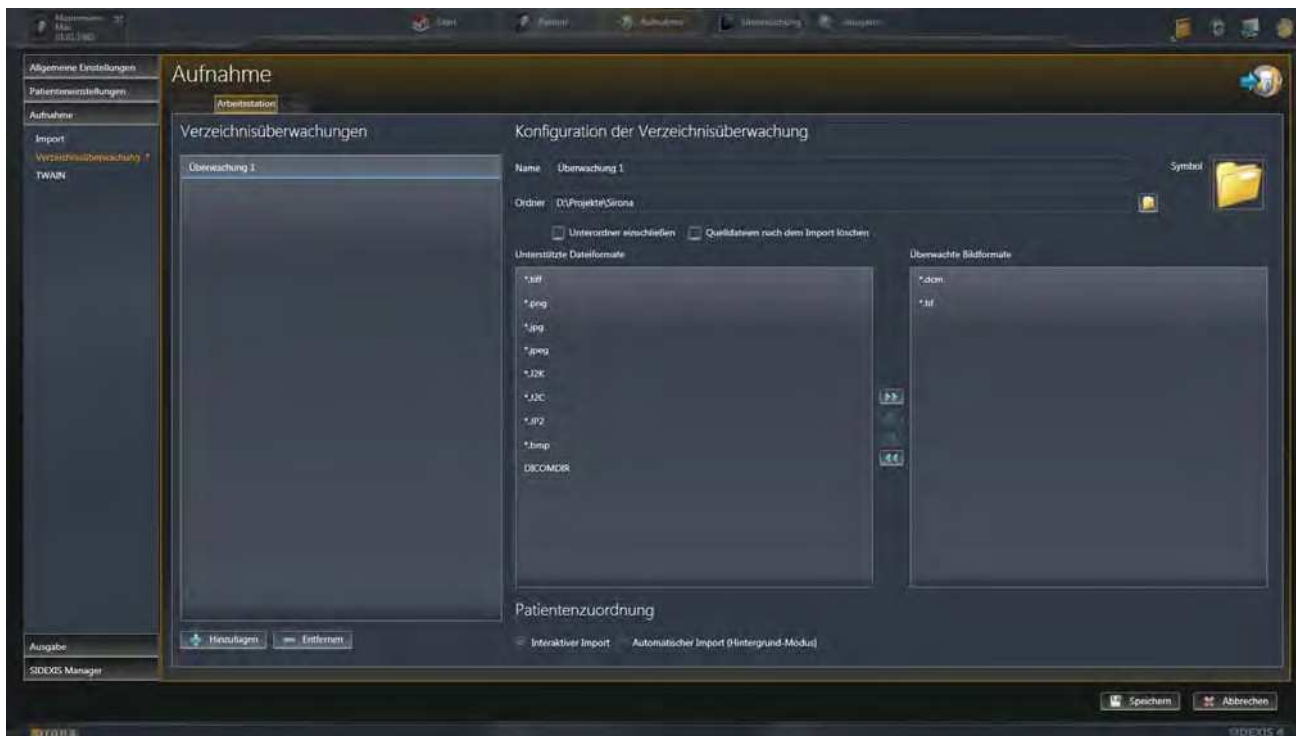 Start
Aufnahme
Allgemeine Einstellungen
Patienteneinstellungen
Aufnahme
Import
Verzeichnisüberwachung
TWAIN
Ausgabe
SIDEXIS Manager
Aufnahme
Arbeitsstation
Verzeichnisüberwachungen
Überwachung 1
Hinzufügen
Entfernen
Konfiguration der Verzeichnisüberwachung
Name Überwachung 1
Symbol
Ordner D:\Projekte\Sirona
Unterordner einschließen Quelldateien nach dem Import löschen
Unterstützte Dateiformate
*.tiff
*.png
*.jpg
*.jpeg
*.J2K
*.J2C
*.JP2
*.bmp
DICOMDIR
Überwachte Bildformate
*.dcm
*.tif
Patientenzuordnung
Interaktiver Import Automatischer Import (Hintergrund-Modus)
Speichern Abbrechen
SIDEXIS 4